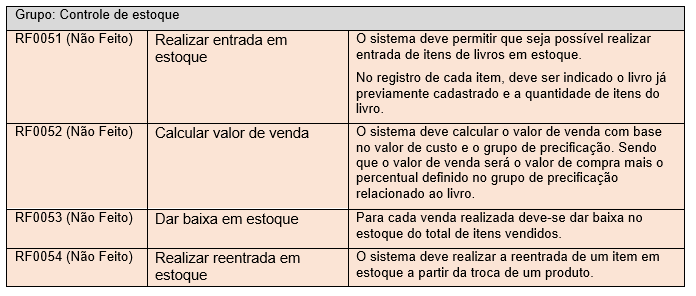 Grupo: Controle de estoque
RF0051 (Não Feito)
Realizar entrada em
estoque
O sistema deve permitir que seja possível realizar
entrada de itens de livros em estoque.
No registro de cada item, deve ser indicado o livro já
previamente cadastrado e a quantidade de itens do
livro.
RF0052 (Não Feito)
Calcular valor de venda
O sistema deve calcular o valor de venda com base
no valor de custo e o grupo de precificação. Sendo
que o valor de venda será o valor de compra mais o
percentual definido no grupo de precificação
relacionado ao livro.
RF0053 (Não Feito)
Dar baixa em estoque
Para cada venda realizada deve-se dar baixa no
estoque do total de itens vendidos.
RF0054 (Não Feito)
Realizar reentrada em
estoque
O sistema deve realizar a reentrada de um item em
estoque a partir da troca de um produto.